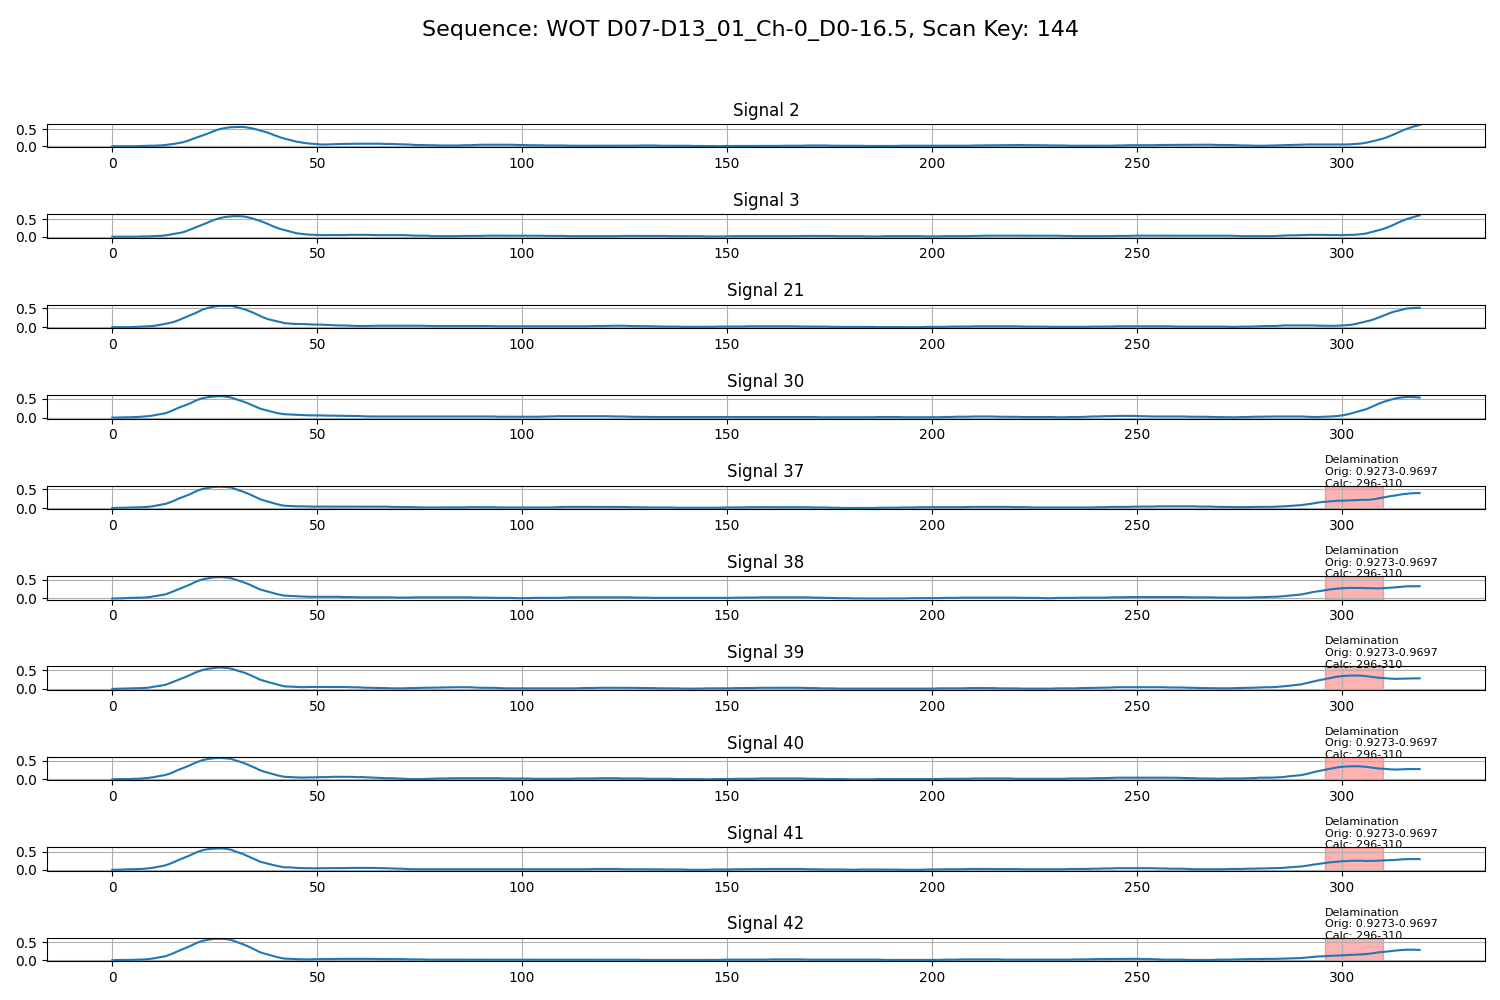 Sequence: WOT D07-D13_01_Ch-0_D0-16.5, Scan Key: 144
Signal 2
0.5
0.0
0 50 100 150 200 250 300
Signal 3
0.5
0.0
0 50 100 150 200 250 300
Signal 21
0.5
0.0
0 50 100 150 200 250 300
Signal 30
0.5
0.0
0 50 100 150 200 250 300
Signal 37
Delamination
Orig: 0.9273-0.9697
Calc: 296-310
0.5
0.0
0 50 100 150 200 250 300
Signal 38
Delamination
Orig: 0.9273-0.9697
Calc: 296-310
0.5
0.0
0 50 100 150 200 250 300
Signal 39
Delamination
Orig: 0.9273-0.9697
Calc: 296-310
0.5
0.0
0 50 100 150 200 250 300
Signal 40
Delamination
Orig: 0.9273-0.9697
Calc: 296-310
0.5
0.0
0 50 100 150 200 250 300
Signal 41
Delamination
Orig: 0.9273-0.9697
Calc: 296-310
0.5
0.0
0 50 100 150 200 250 300
Signal 42
Delamination
Orig: 0.9273-0.9697
Calc: 296-310
0.5
0.0
0 50 100 150 200 250 300